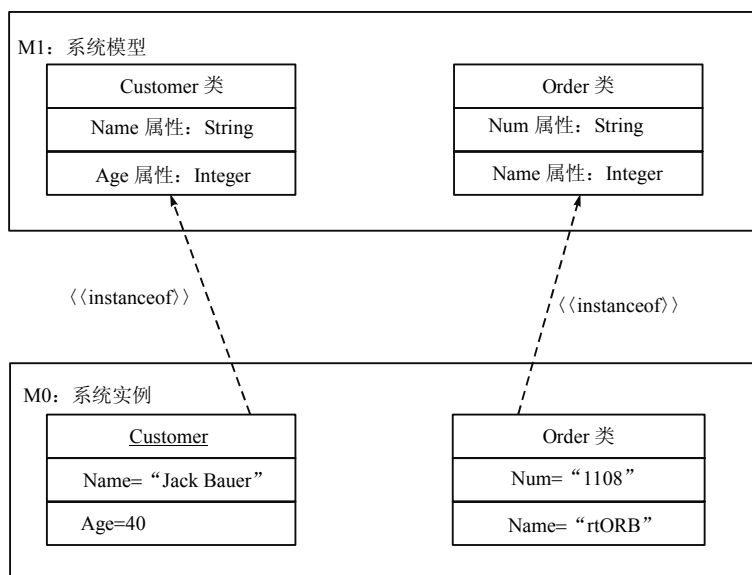 M1：系统模型
Customer 类
Name 属性：String
Age 属性：Integer
Order 类
Num 属性：String
Name 属性：Integer
〈〈instanceof〉〉
〈〈instanceof〉〉
M0：系统实例
Customer
Name=“Jack Bauer”
Age=40
Order 类
Num=“1108”
Name=“rtORB”